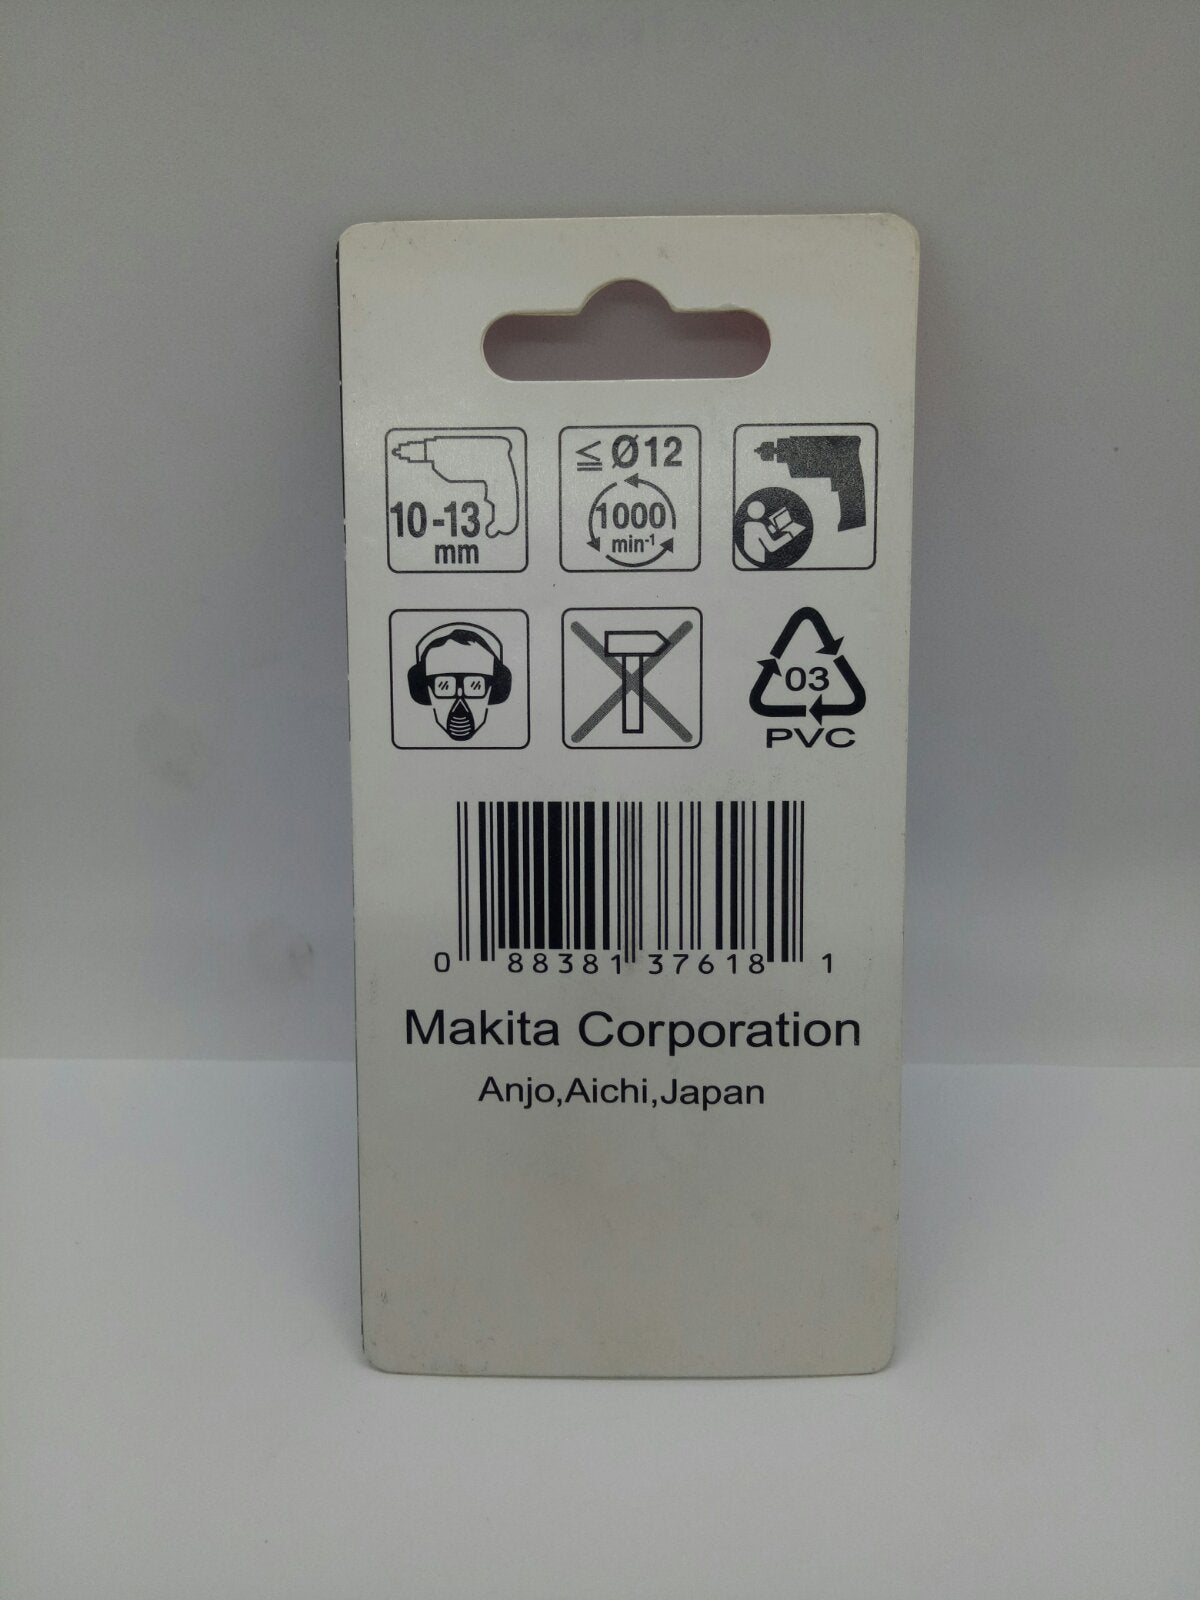 10-13
mm
≦ Ø12
1000
min-1
03
PVC
0 88381 37618 1
Makita Corporation
Anjo,Aichi,Japan